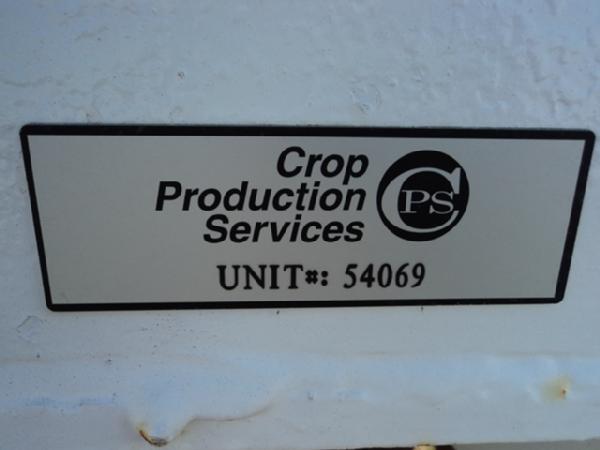 Crop
Production
Services
CPS
UNIT#: 54069